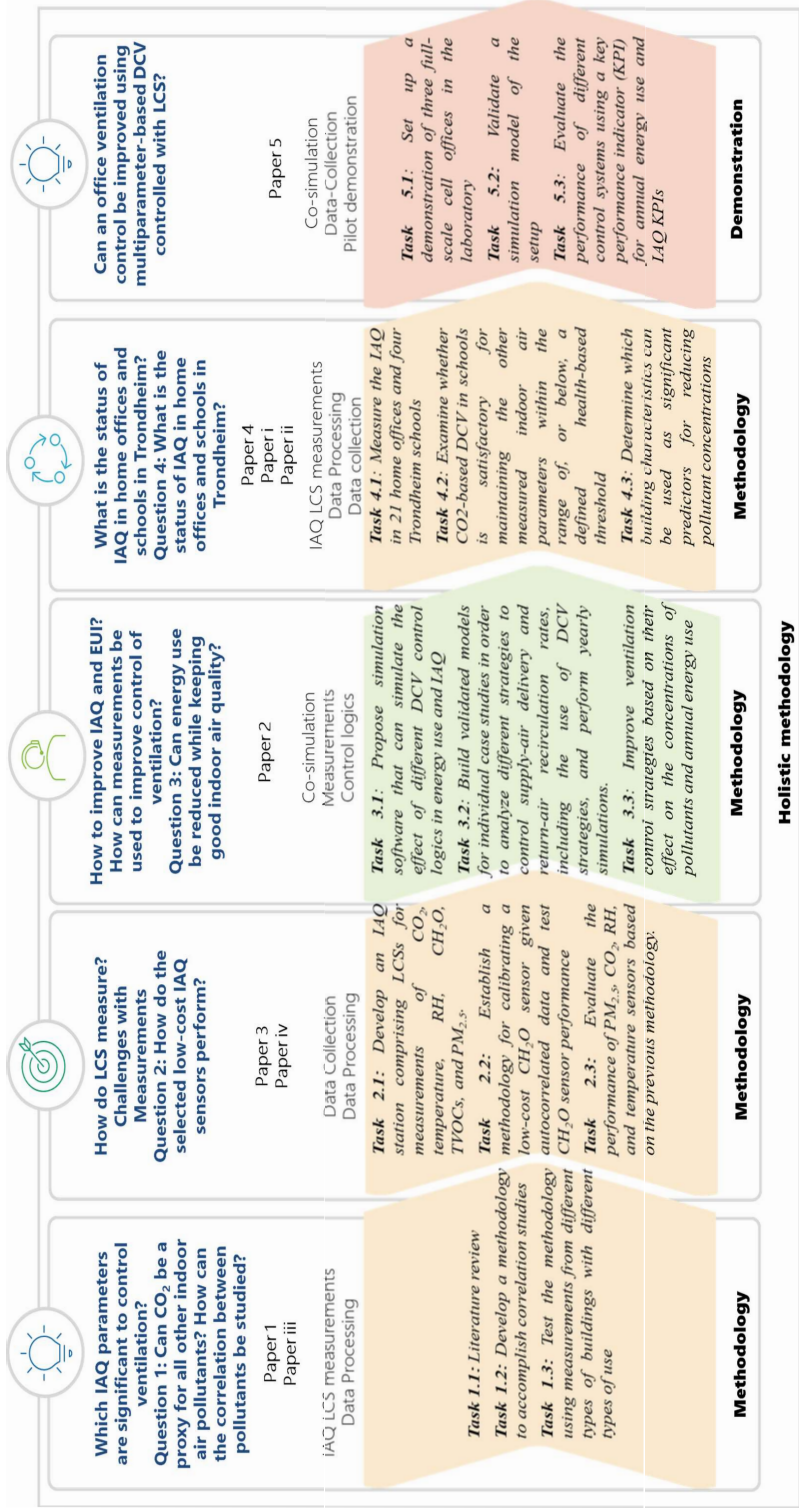 Which IAQ parameters
are significant to control
ventilation?
Question 1: Can CO₂ be a
proxy for all other indoor
air pollutants? How can
the correlation between
pollutants be studied?
Paper 1
Paper iii
IAQ LCS measurements
Data Processing
Task 1.1: Literature review
Task 1.2: Develop a methodology
to accomplish correlation studies
Task 1.3: Test the methodology
using measurements from different
types of buildings with different
types of use
Methodology
How do LCS measure?
Challenges with
Measurements
Question 2: How do the
selected low-cost IAQ
sensors perform?
Paper 3
Paper iv
Data Collection
Data Processing
Task 2.1: Develop an IAQ
station comprising LCSs for
measurements of CO₂,
temperature, RH, CH₂O,
TVOCs, and PM₂.₅.
Task 2.2: Establish a
methodology for calibrating a
low-cost CH₂O sensor given
autocorrelated data and test
CH₂O sensor performance
Task 2.3: Evaluate the
performance of PM₂.₅, CO₂, RH,
and temperature sensors based
on the previous methodology.
Methodology
How to improve IAQ and EUI?
How can measurements be
used to improve control of
ventilation?
Question 3: Can energy use
be reduced while keeping
good indoor air quality?
Paper 2
Co-simulation
Measurements
Control logics
Task 3.1: Propose simulation
software that can simulate the
effect of different DCV control
logics in energy use and IAQ
Task 3.2: Build validated models
for individual case studies in order
to analyze different strategies to
control supply-air delivery and
return-air recirculation rates,
including the use of DCV
strategies, and perform yearly
simulations.
Task 3.3: Improve ventilation
control strategies based on their
effect on the concentrations of
pollutants and annual energy use
Methodology
What is the status of
IAQ in home offices and
schools in Trondheim?
Question 4: What is the
status of IAQ in home
offices and schools in
Trondheim?
Paper 4
Paper i
Paper ii
IAQ LCS measurements
Data Processing
Data collection
Task 4.1: Measure the IAQ
in 21 home offices and four
Trondheim schools
Task 4.2: Examine whether
CO2-based DCV in schools
is satisfactory for
maintaining the other
measured indoor air
parameters within the
range of, or below, a
defined health-based
threshold
Task 4.3: Determine which
building characteristics can
be used as significant
predictors for reducing
pollutant concentrations
Methodology
Can an office ventilation
control be improved using
multiparameter-based DCV
controlled with LCS?
Paper 5
Co-simulation
Data-Collection
Pilot demonstration
Task 5.1: Set up a
demonstration of three full-
scale cell offices in the
laboratory
Task 5.2: Validate a
simulation model of the
setup
Task 5.3: Evaluate the
performance of different
control systems using a key
performance indicator (KPI)
for annual energy use and
IAQ KPIs
Demonstration
Holistic methodology